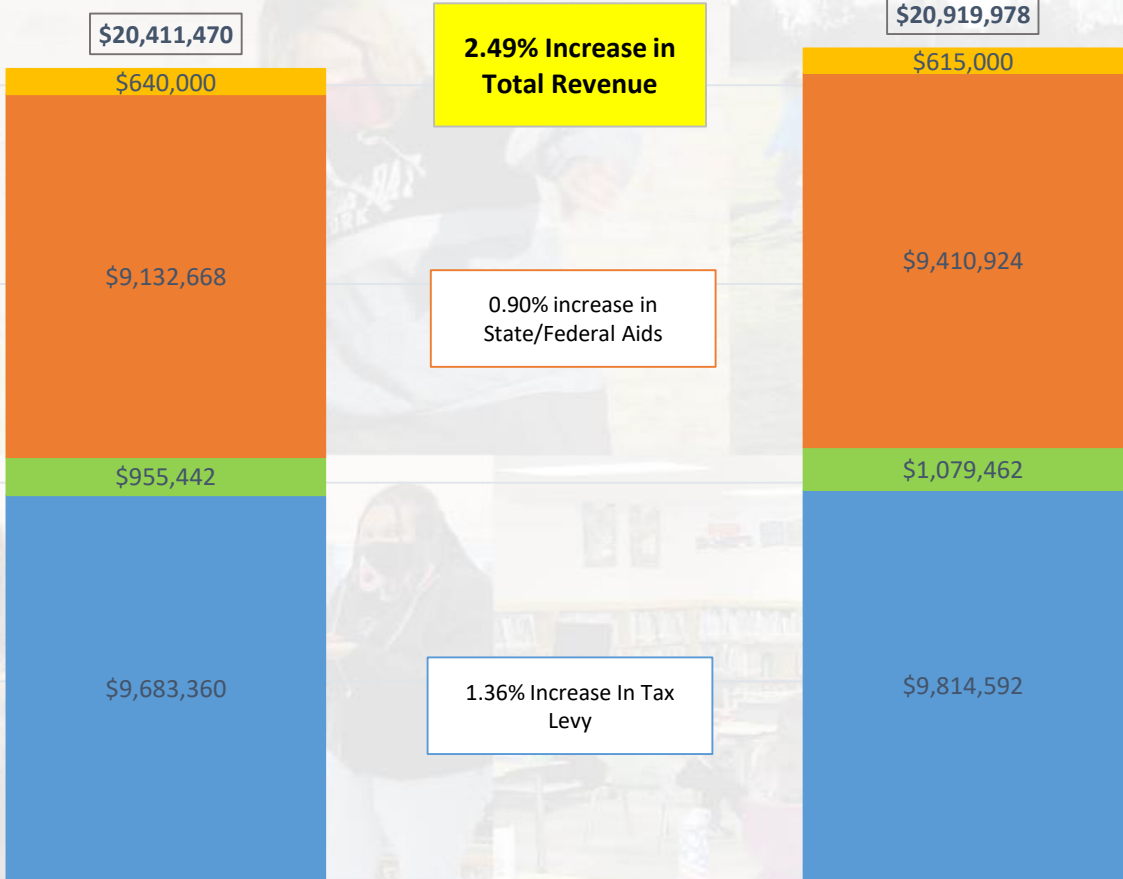 $20,411,470
$640,000
$9,132,668
$955,442
$9,683,360
2.49% Increase in
Total Revenue
0.90% increase in
State/Federal Aids
1.36% Increase In Tax
Levy
$20,919,978
$615,000
$9,410,924
$1,079,462
$9,814,592